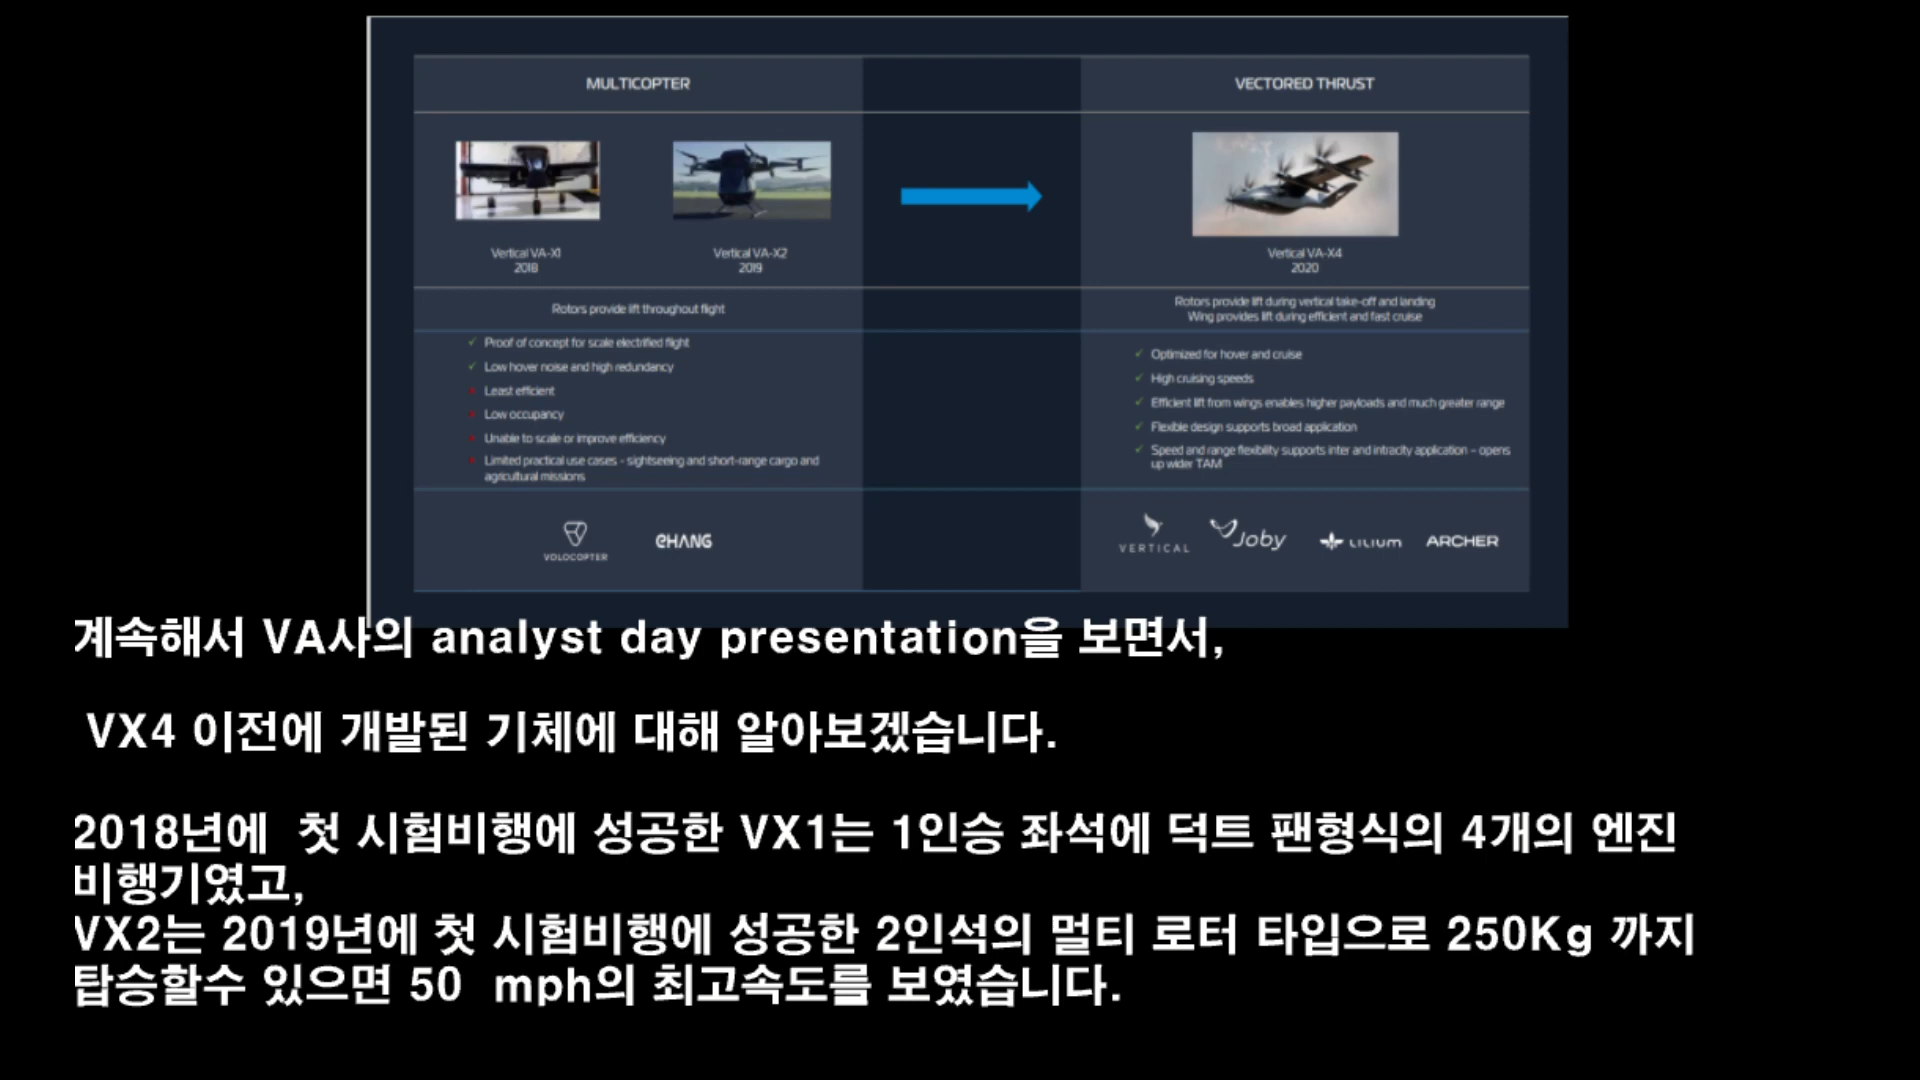 MULTICOPTER
VECTORED THRUST
Vertical VA-X1
2018
Vertical VA-X2
2019
Vertical VA-X4
2020
Rotors provide lift throughout flight
Rotors provide lift during vertical take-off and landing
Wing provides lift during efficient and fast cruise
Proof of concept for scale electrified flight
Low hover noise and high redundancy
Least efficient
Low occupancy
Unable to scale or improve efficiency
Limited practical use cases - sightseeing and short-range cargo and
agricultural missions
Optimized for hover and cruise
High cruising speeds
Efficient lift from wings enables higher payloads and much greater range
Flexible design supports broad application
Speed and range flexibility supports inter and intracity application – opens
up wider TAM
VOLOCOPTER
EHANG
VERTICAL
Joby
LILIUM
ARCHER
계속해서 VA사의 analyst day presentation을 보면서,
VX4 이전에 개발된 기체에 대해 알아보겠습니다.
2018년에 첫 시험비행에 성공한 VX1는 1인승 좌석에 덕트 팬형식의 4개의 엔진
비행기였고,
VX2는 2019년에 첫 시험비행에 성공한 2인석의 멀티 로터 타입으로 250Kg 까지
탑승할수 있으면 50 mph의 최고속도를 보였습니다.